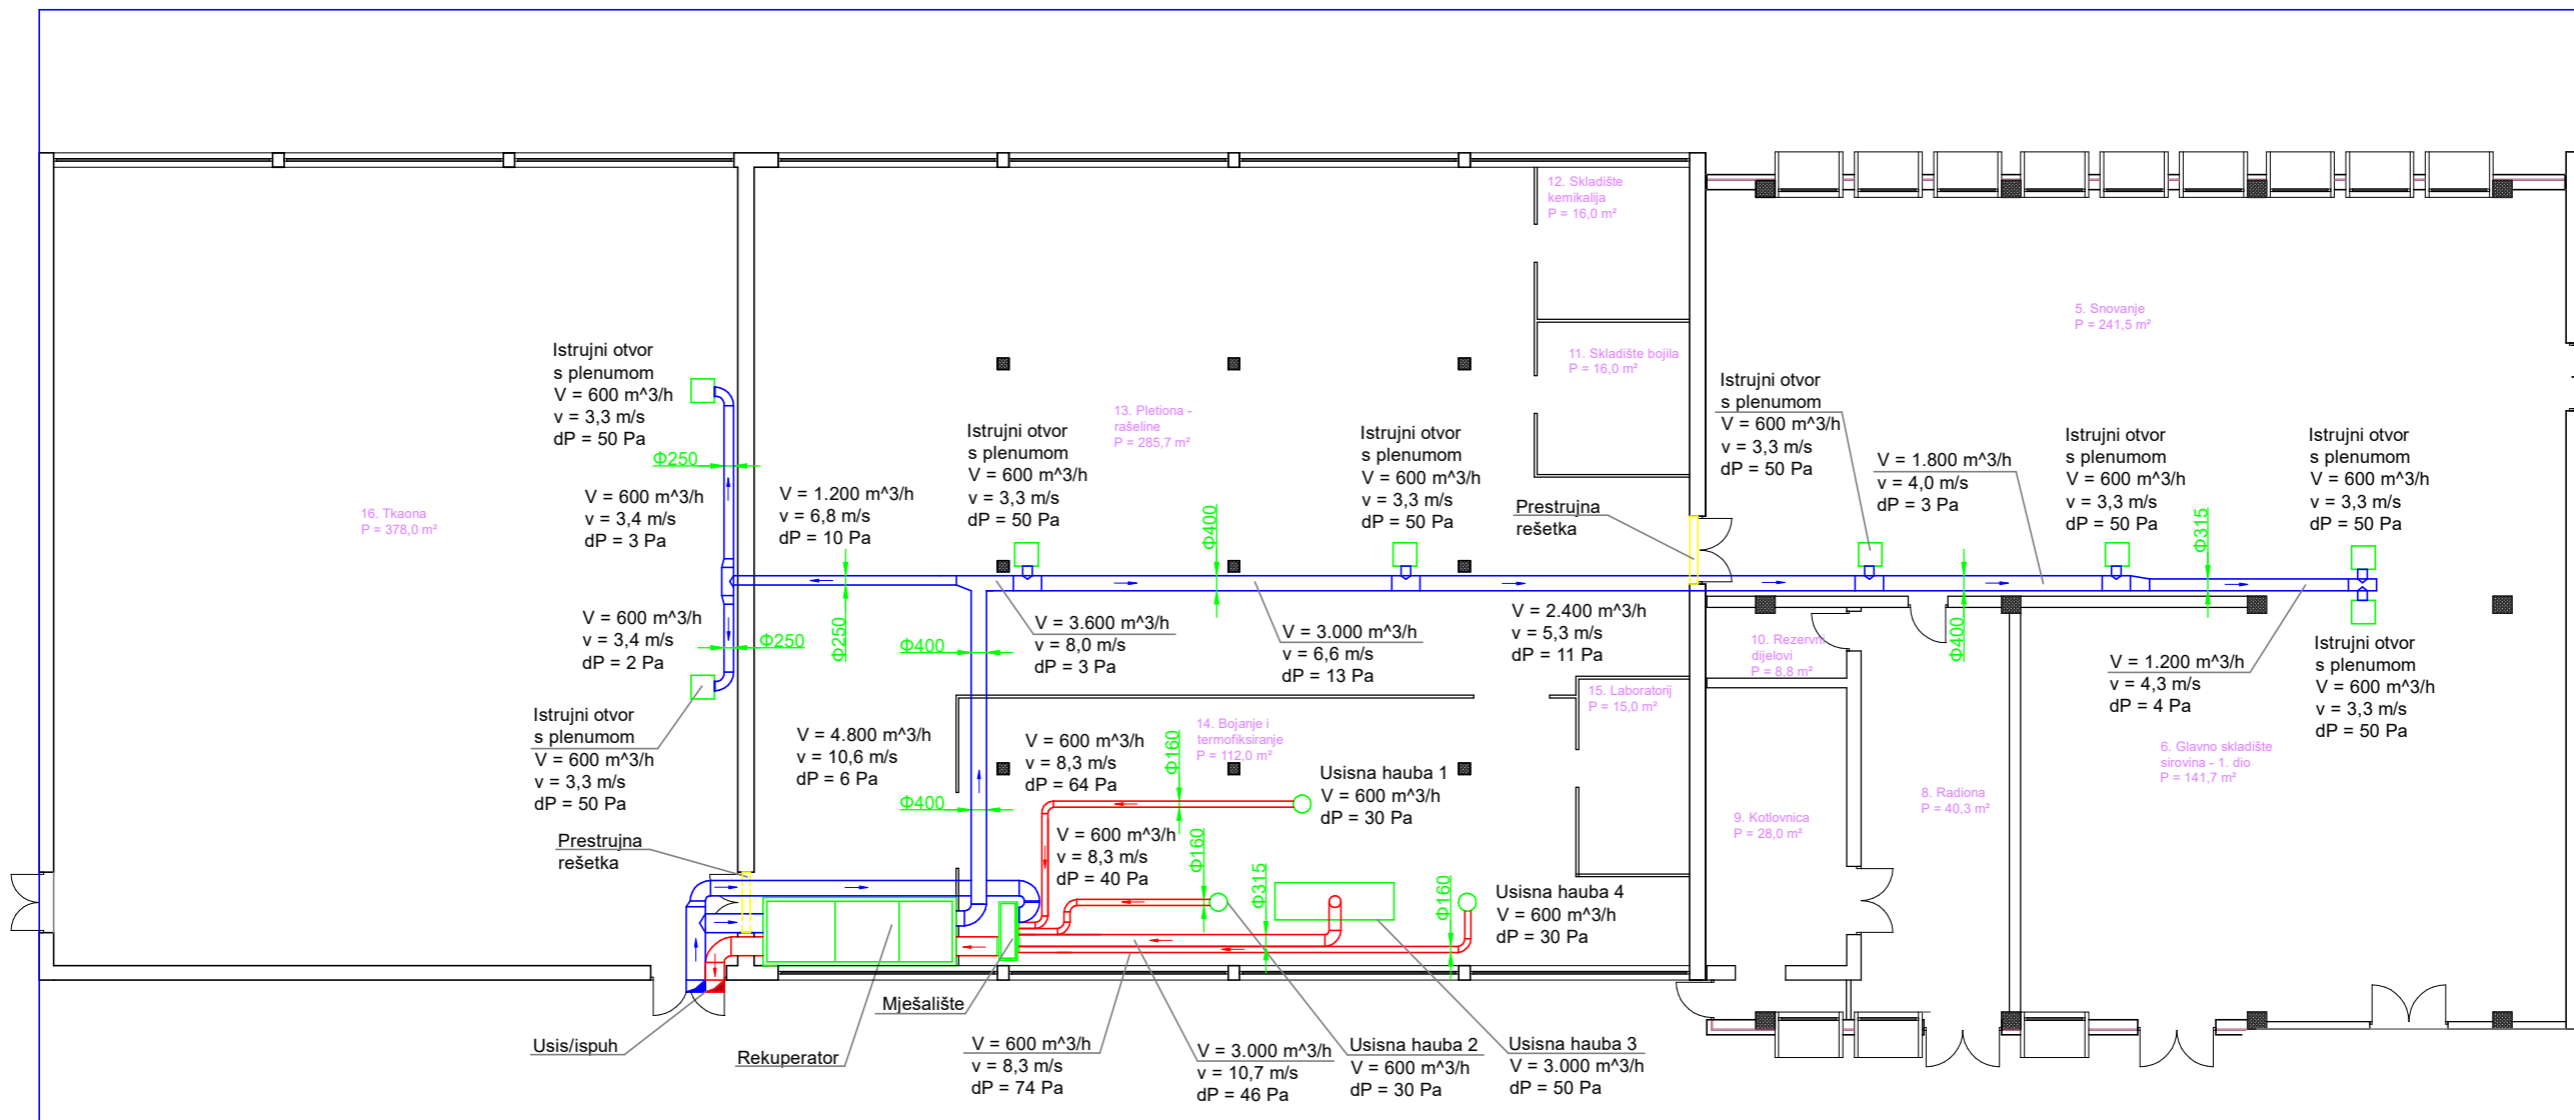 12. Skladište
kemikalija
P = 16,0 m²
5. Snovanje
P = 241,5 m²
11. Skladište bojila
P = 16,0 m²
13. Pletiona -
rašeline
P = 285,7 m²
16. Tkaona
P = 378,0 m²
Istrujni otvor
s plenumom
V = 600 m^3/h
v = 3,3 m/s
dP = 50 Pa
Φ250
V = 600 m^3/h
v = 3,4 m/s
dP = 3 Pa
V = 1.200 m^3/h
v = 6,8 m/s
dP = 10 Pa
Istrujni otvor
s plenumom
V = 600 m^3/h
v = 3,3 m/s
dP = 50 Pa
Φ400
Istrujni otvor
s plenumom
V = 600 m^3/h
v = 3,3 m/s
dP = 50 Pa
Prestrujna
rešetka
Istrujni otvor
s plenumom
V = 600 m^3/h
v = 3,3 m/s
dP = 50 Pa
V = 1.800 m^3/h
v = 4,0 m/s
dP = 3 Pa
Istrujni otvor
s plenumom
V = 600 m^3/h
v = 3,3 m/s
dP = 50 Pa
Φ315
Istrujni otvor
s plenumom
V = 600 m^3/h
v = 3,3 m/s
dP = 50 Pa
V = 600 m^3/h
v = 3,4 m/s
dP = 2 Pa
Φ250
Φ250
Φ400
V = 3.600 m^3/h
v = 8,0 m/s
dP = 3 Pa
V = 3.000 m^3/h
v = 6,6 m/s
dP = 13 Pa
V = 2.400 m^3/h
v = 5,3 m/s
dP = 11 Pa
10. Rezervni
dijelovi
P = 8,8 m²
Φ400
V = 1.200 m^3/h
v = 4,3 m/s
dP = 4 Pa
Istrujni otvor
s plenumom
V = 600 m^3/h
v = 3,3 m/s
dP = 50 Pa
Istrujni otvor
s plenumom
V = 600 m^3/h
v = 3,3 m/s
dP = 50 Pa
V = 4.800 m^3/h
v = 10,6 m/s
dP = 6 Pa
Φ400
14. Bojanje i
termofiksiranje
P = 112,0 m²
15. Laboratorij
P = 15,0 m²
V = 600 m^3/h
v = 8,3 m/s
dP = 64 Pa
Φ160
Usisna hauba 1
V = 600 m^3/h
dP = 30 Pa
6. Glavno skladište
sirovina - 1. dio
P = 141,7 m²
8. Radiona
P = 40,3 m²
9. Kotlovnica
P = 28,0 m²
Prestrujna
rešetka
V = 600 m^3/h
v = 8,3 m/s
dP = 40 Pa
Φ160
Φ315
Φ160
Usisna hauba 4
V = 600 m^3/h
dP = 30 Pa
Mješalište
Usis/ispuh
Rekuperator
V = 600 m^3/h
v = 8,3 m/s
dP = 74 Pa
V = 3.000 m^3/h
v = 10,7 m/s
dP = 46 Pa
Usisna hauba 2
V = 600 m^3/h
dP = 30 Pa
Usisna hauba 3
V = 3.000 m^3/h
dP = 50 Pa